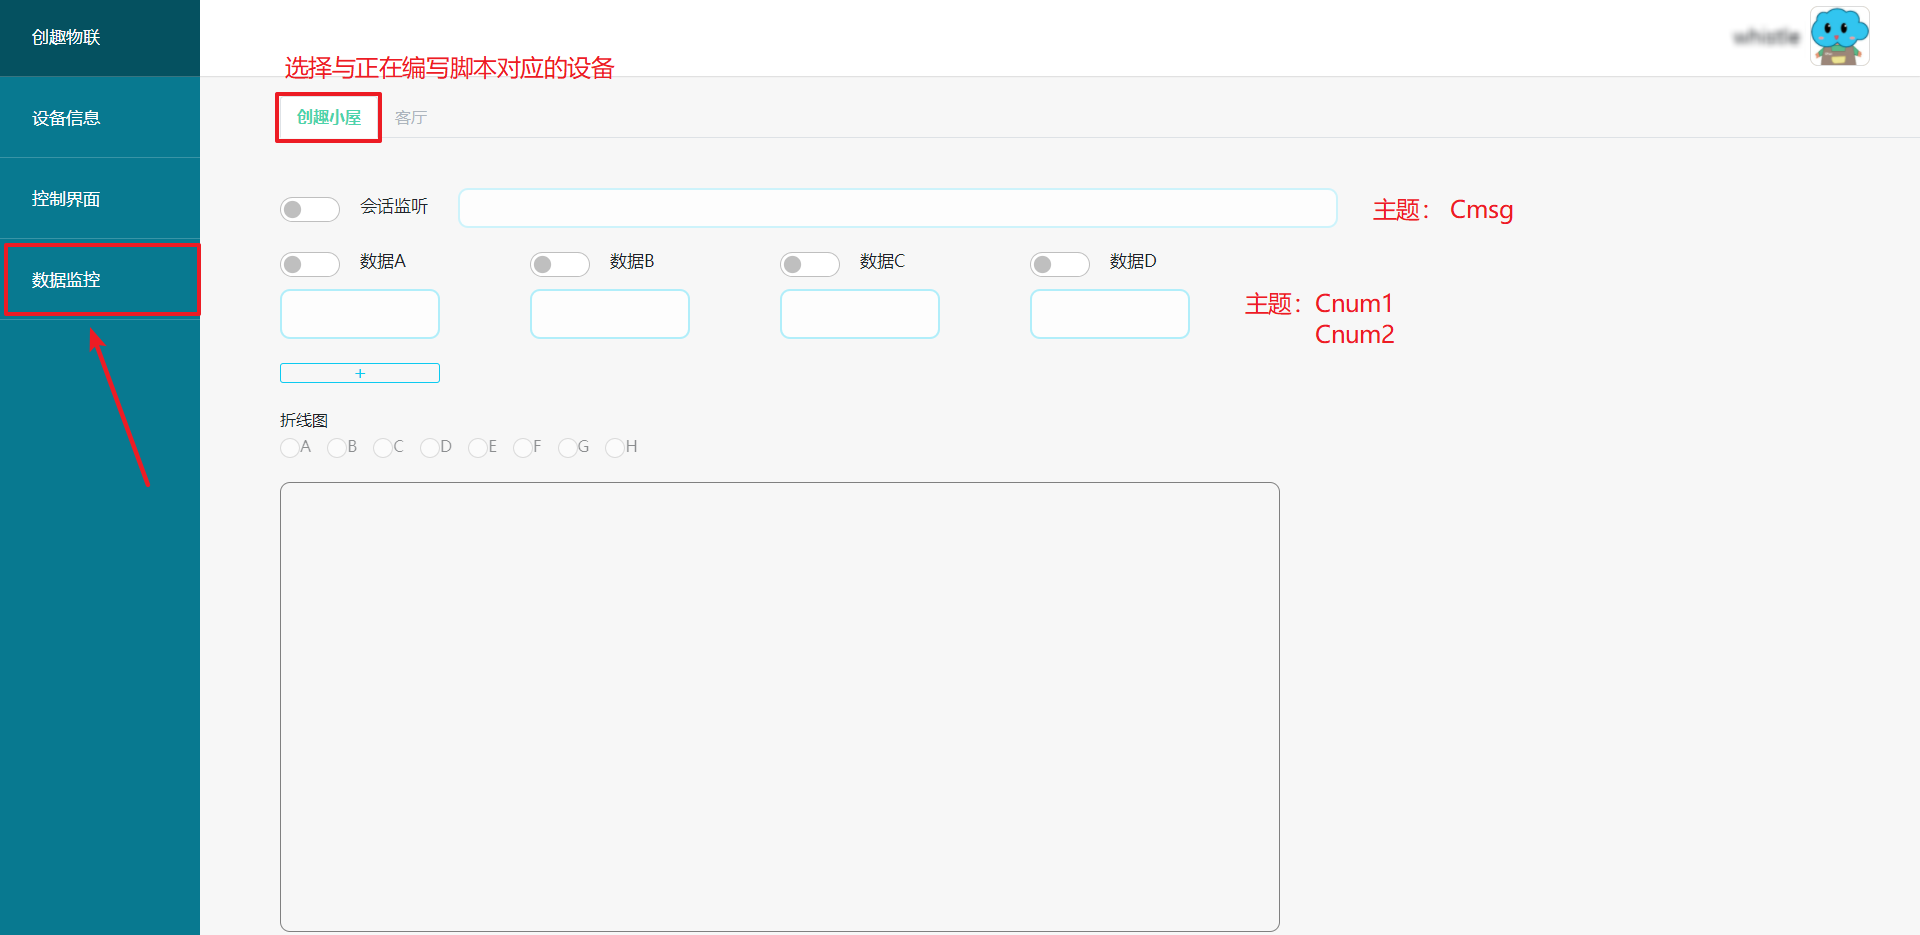 创趣物联
whistle
选择与正在编写脚本对应的设备
设备信息
创趣小屋 客厅
控制界面
会话监听 主题： Cmsg
数据监控
数据A 数据B 数据C 数据D
主题：Cnum1
Cnum2
+
折线图
A B C D E F G H